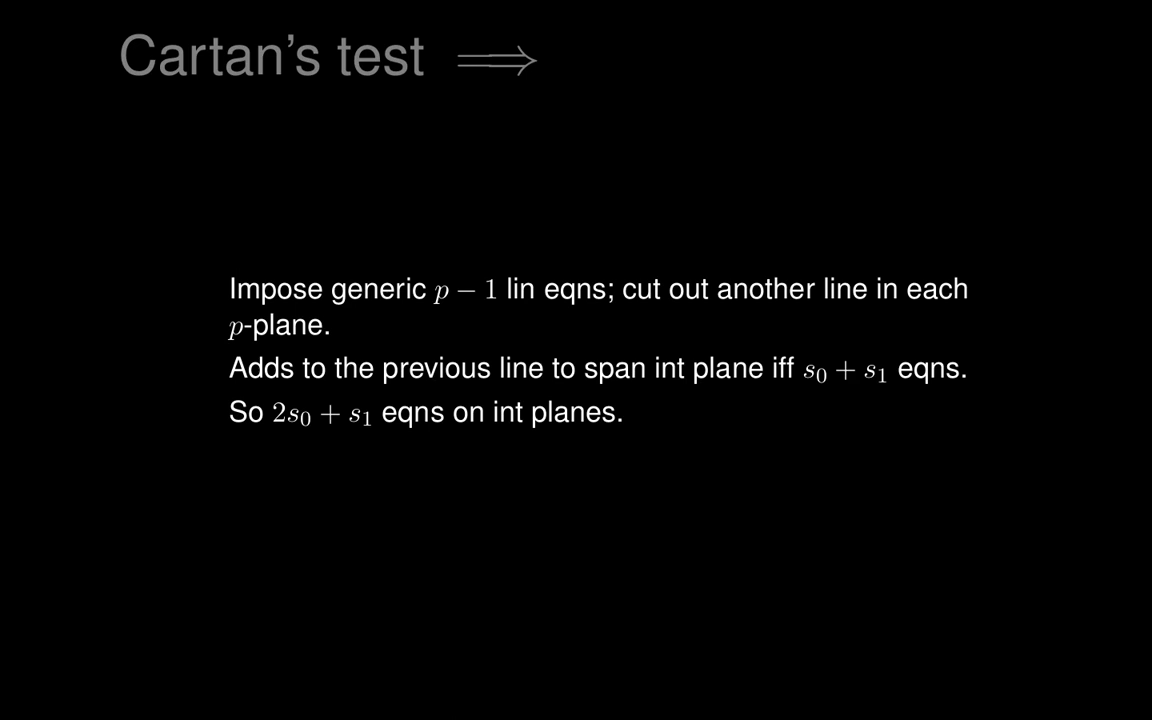 Cartan's test ⟹
Impose generic p − 1 lin eqns; cut out another line in each
p-plane.
Adds to the previous line to span int plane iff s₀ + s₁ eqns.
So 2s₀ + s₁ eqns on int planes.